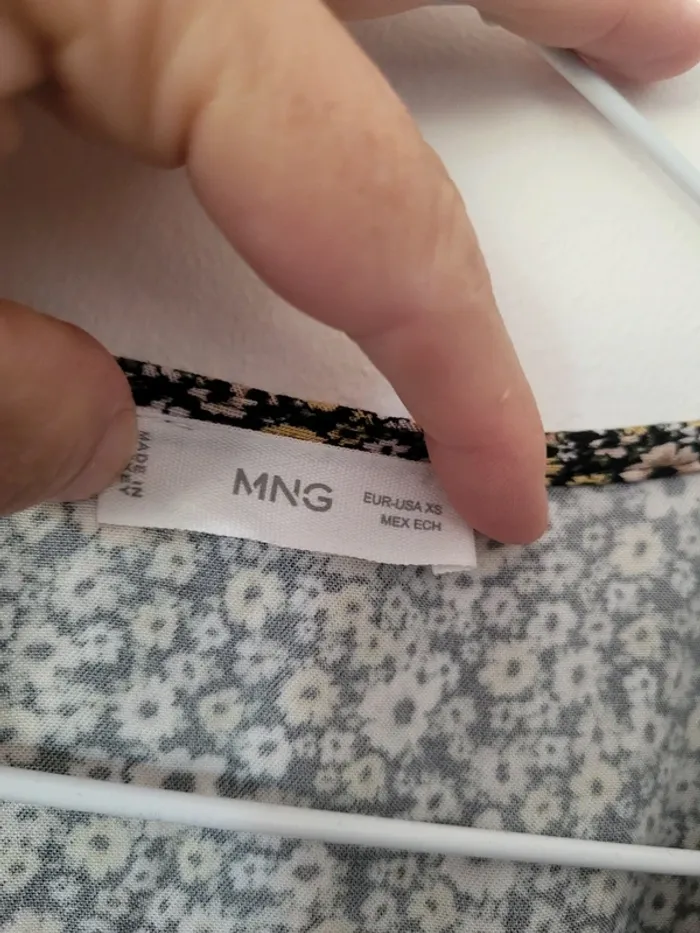 MADE IN
MNG
EUR-USA XS
MEX ECH